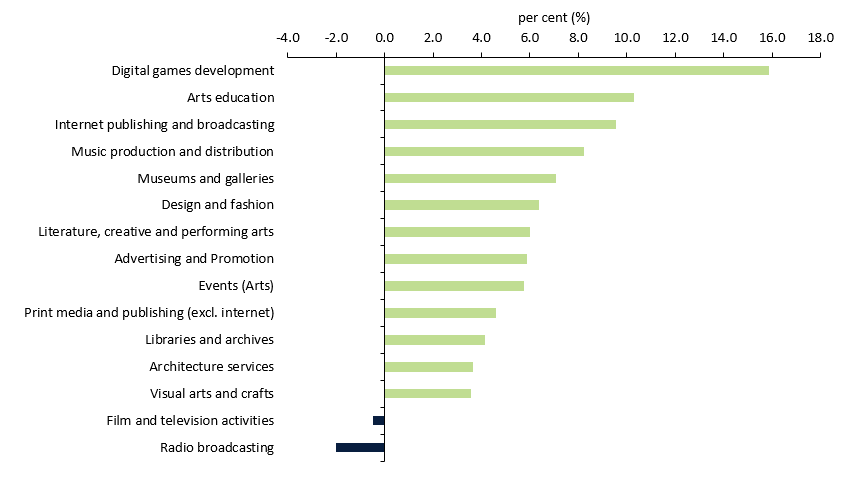 per cent (%)
-4.0 -2.0 0.0 2.0 4.0 6.0 8.0 10.0 12.0 14.0 16.0 18.0
Digital games development
Arts education
Internet publishing and broadcasting
Music production and distribution
Museums and galleries
Design and fashion
Literature, creative and performing arts
Advertising and Promotion
Events (Arts)
Print media and publishing (excl. internet)
Libraries and archives
Architecture services
Visual arts and crafts
Film and television activities
Radio broadcasting